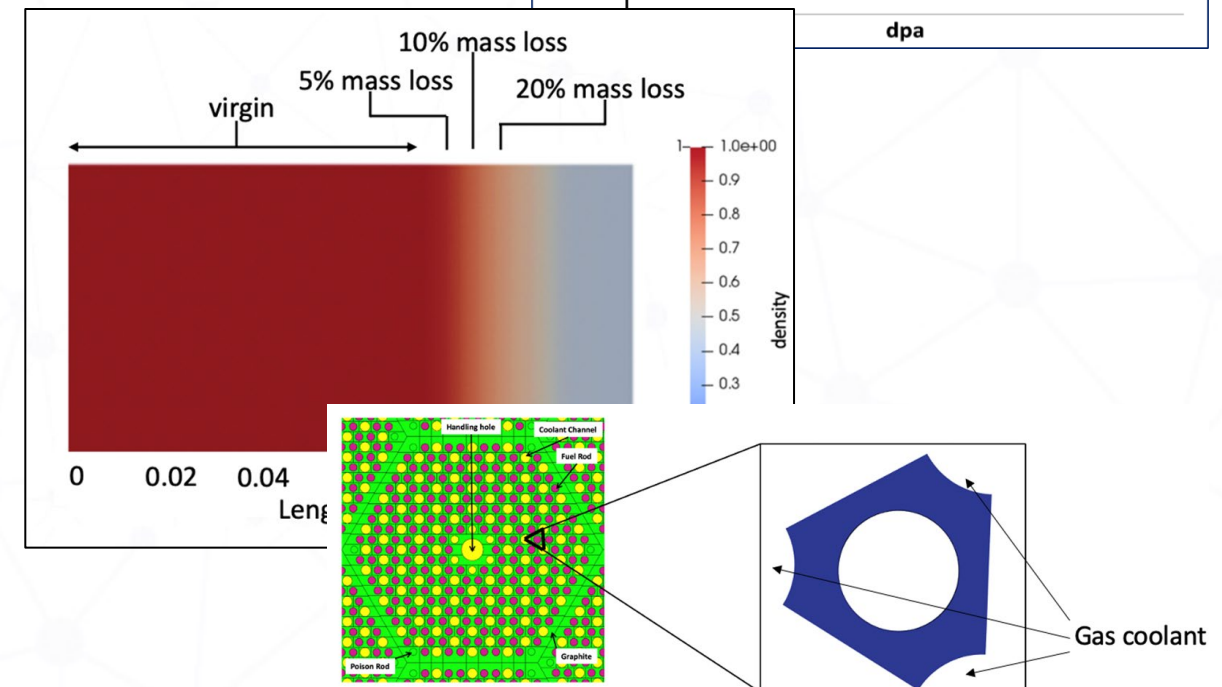 dpa
10% mass loss
5% mass loss
20% mass loss
virgin
1
1.0e+00
0.9
0.8
0.7
0.6
0.5
0.4
0.3
density
0 0.02 0.04
Handling hole
Coolant Channel
Fuel Rod
Poison Rod
Graphite
Gas coolant